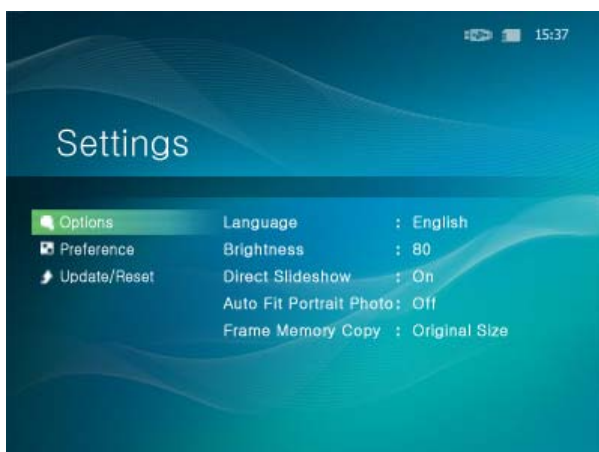 15:37
Settings
Options
Preference
Update/Reset
Language : English
Brightness : 80
Direct Slideshow : On
Auto Fit Portrait Photo: Off
Frame Memory Copy : Original Size